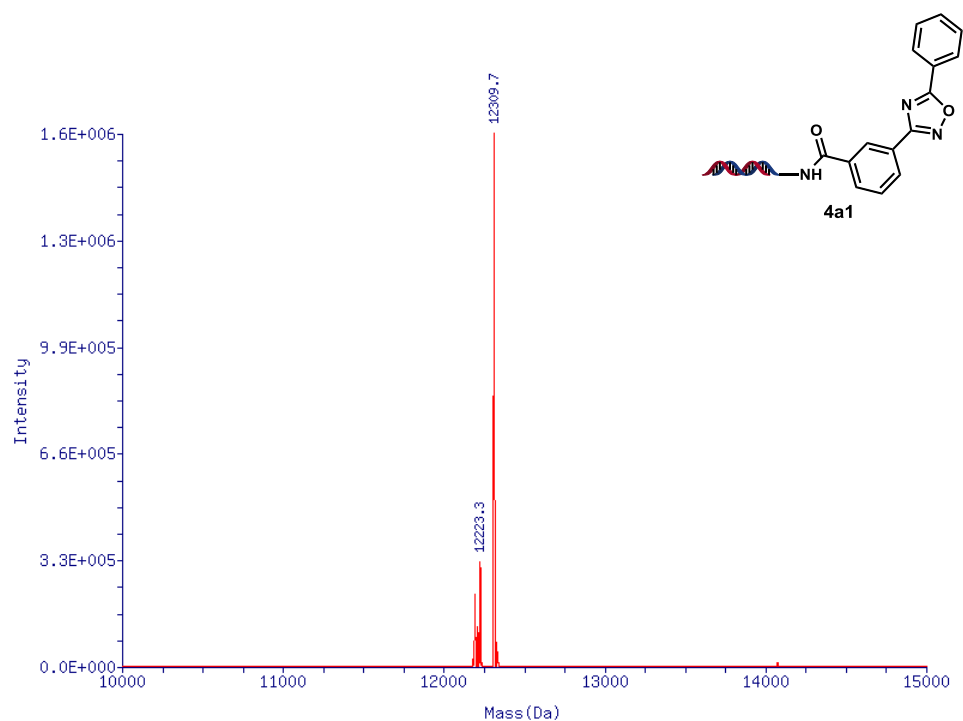 12309.7
12223.3
1.6E+006
1.3E+006
9.9E+005
6.6E+005
3.3E+005
0.0E+000
Intensity
10000 11000 12000 13000 14000 15000
Mass(Da)
N
O
N
O
NH
4a1